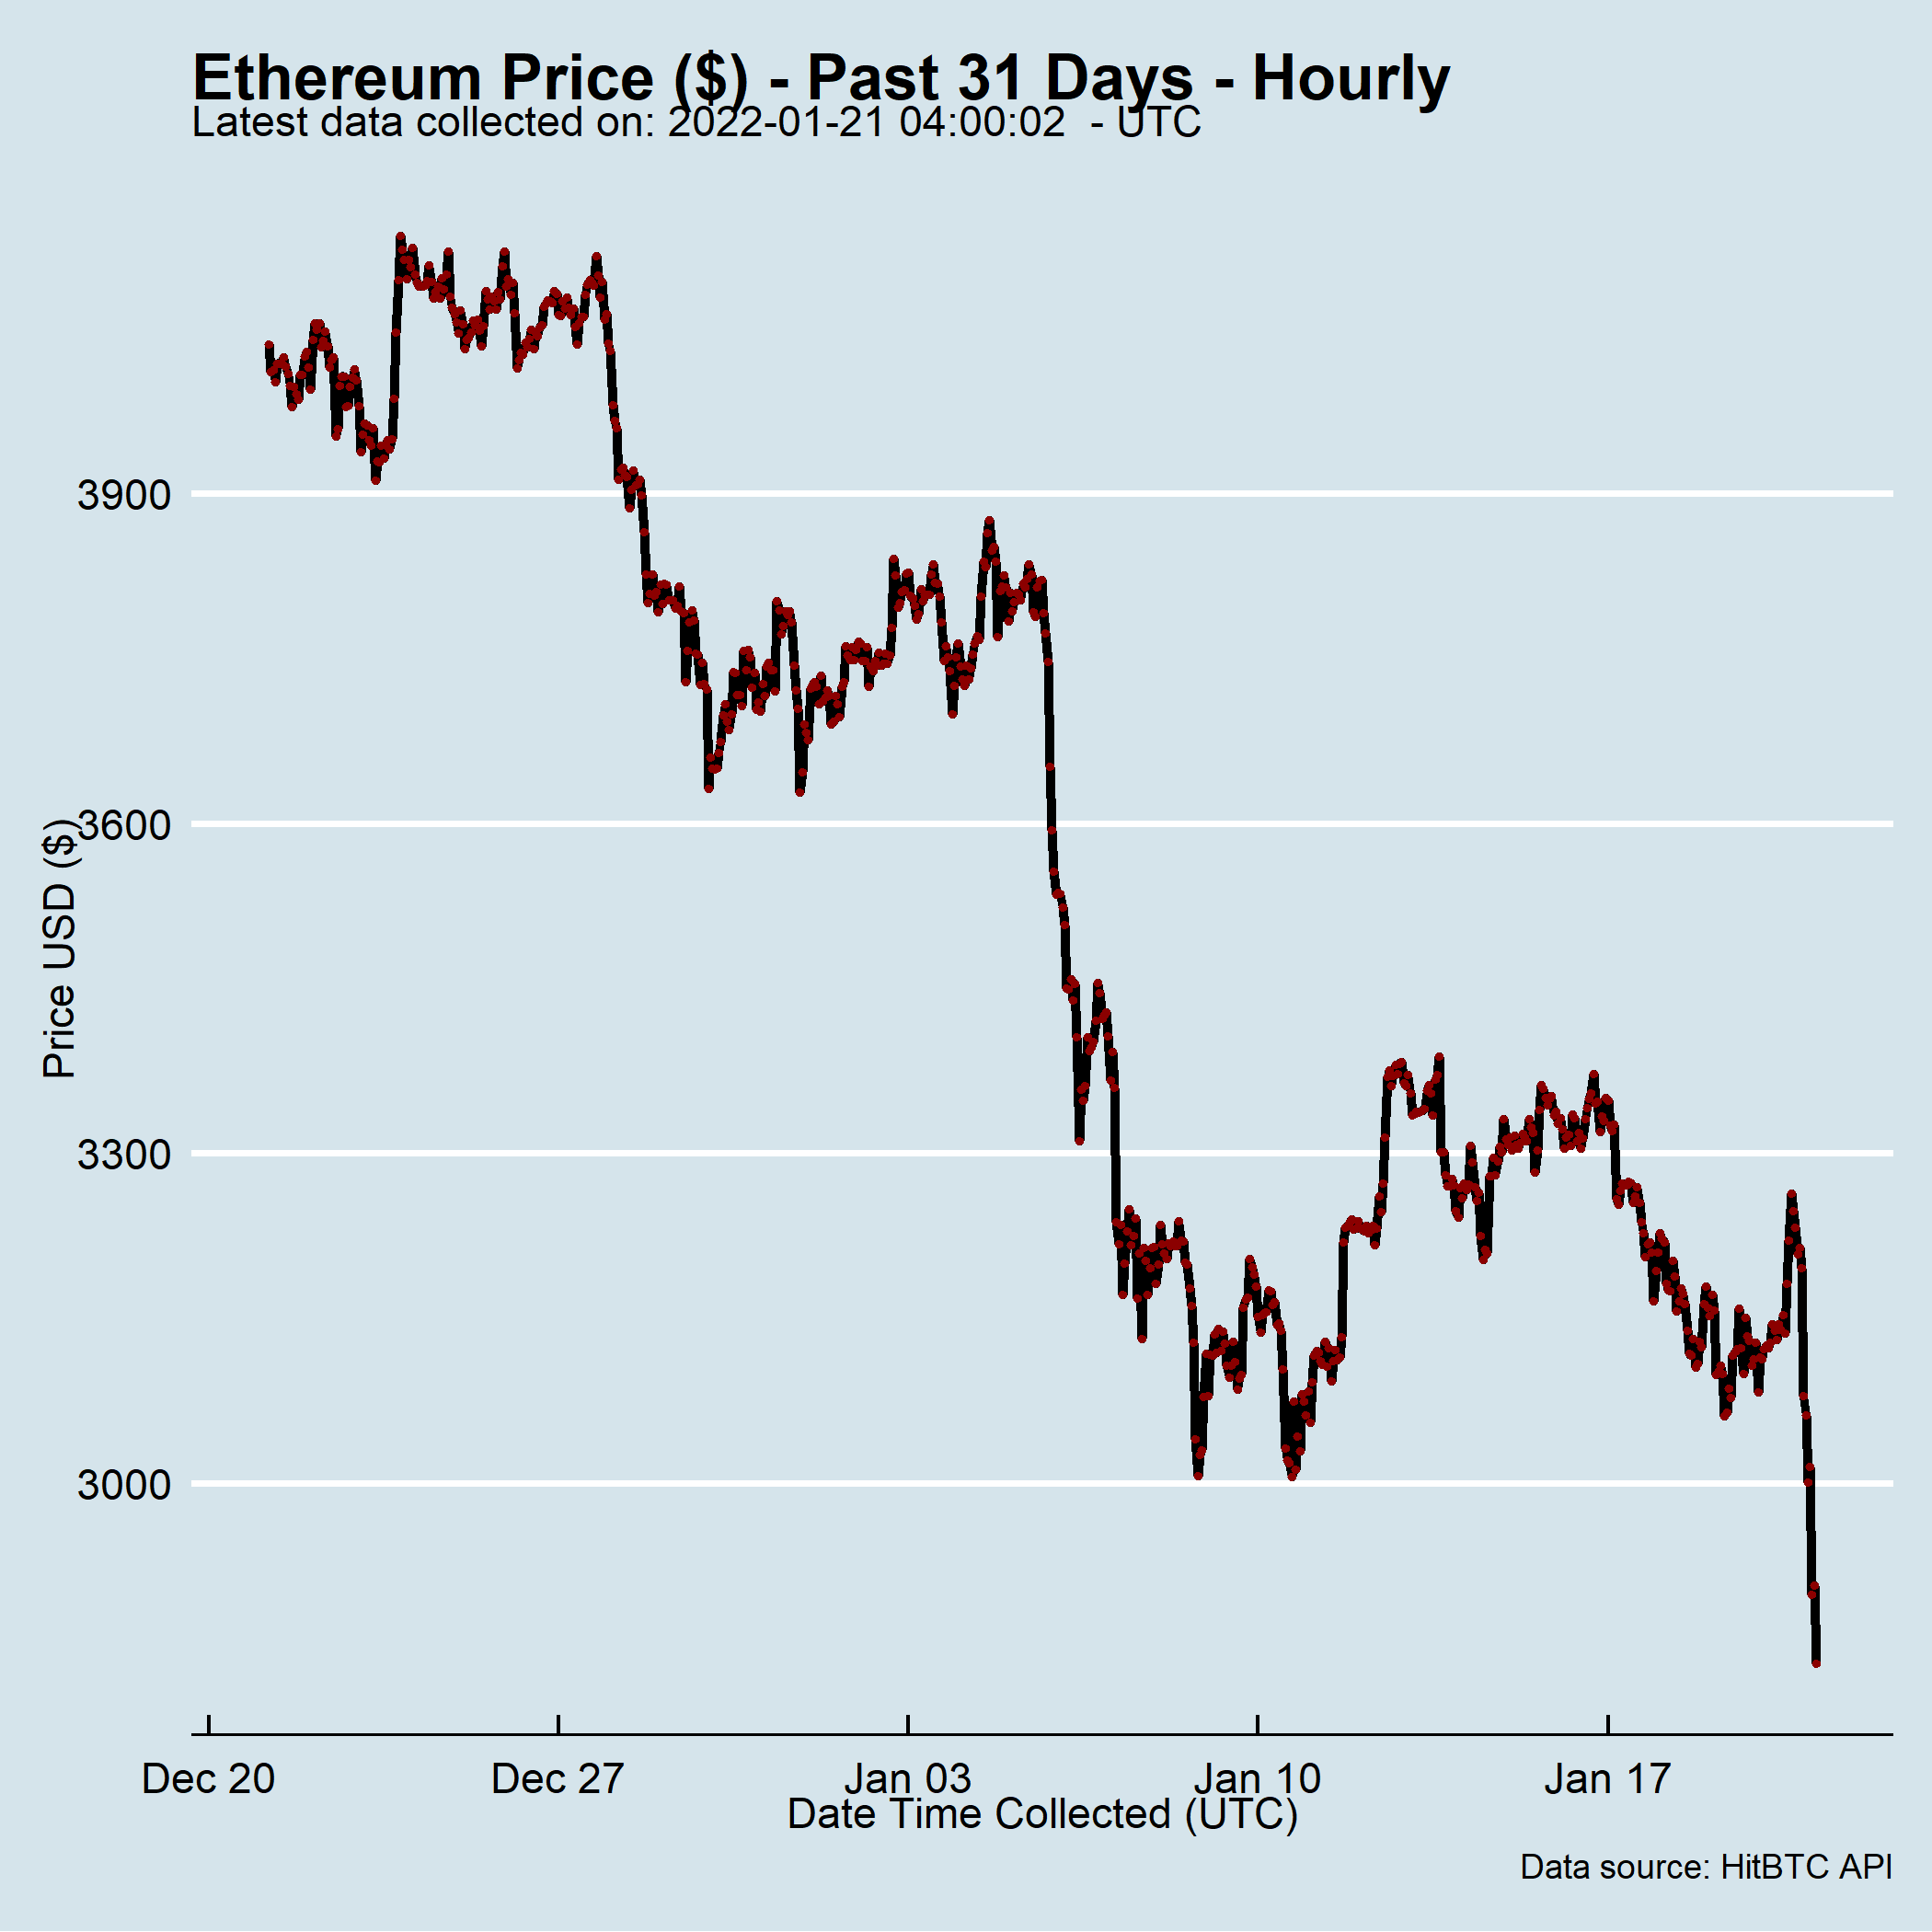 Ethereum Price ($) - Past 31 Days - Hourly
Latest data collected on: 2022-01-21 04:00:02  - UTC
3900
3600
3300
3000
Price USD ($)
Dec 20
Dec 27
Jan 03
Jan 10
Jan 17
Date Time Collected (UTC)
Data source: HitBTC API